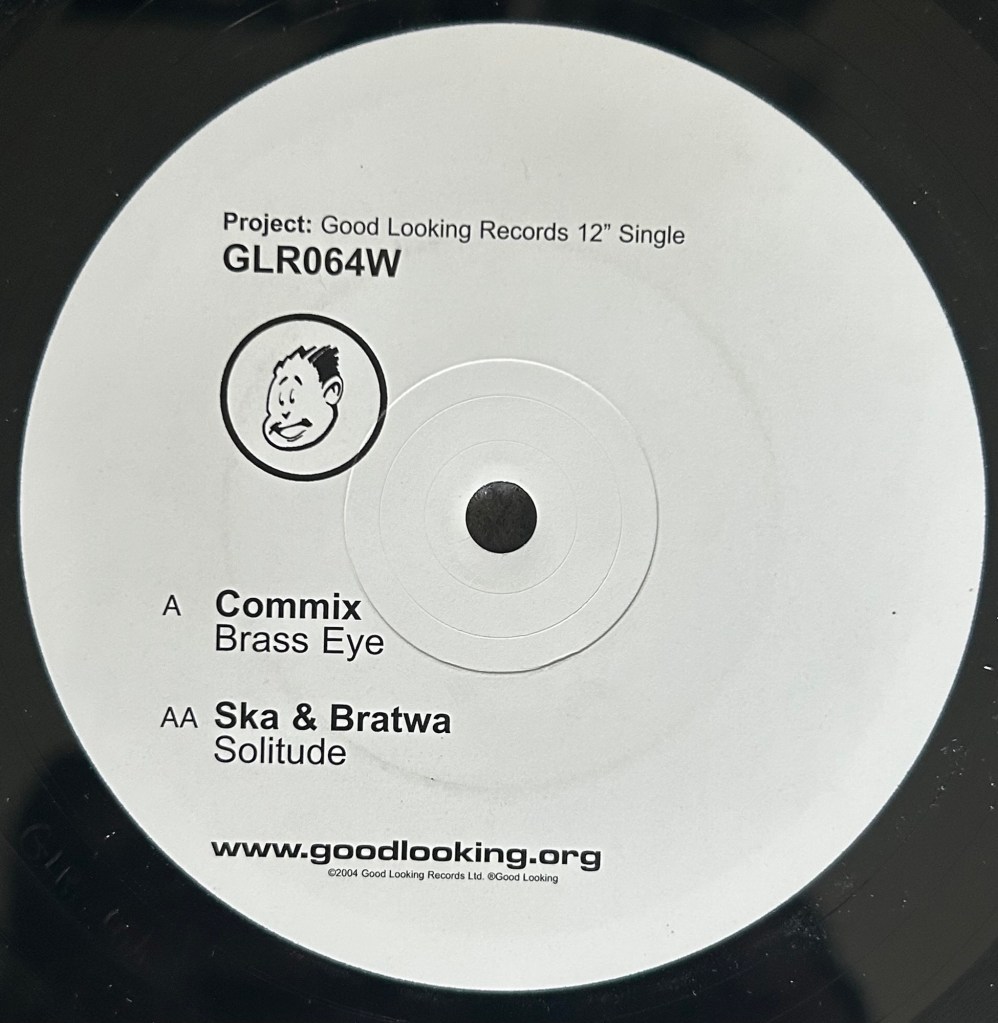 Project: Good Looking Records 12” Single
GLR064W
A Commix
Brass Eye
AA Ska & Bratwa
Solitude
www.goodlooking.org
©2004 Good Looking Records Ltd. ®Good Looking